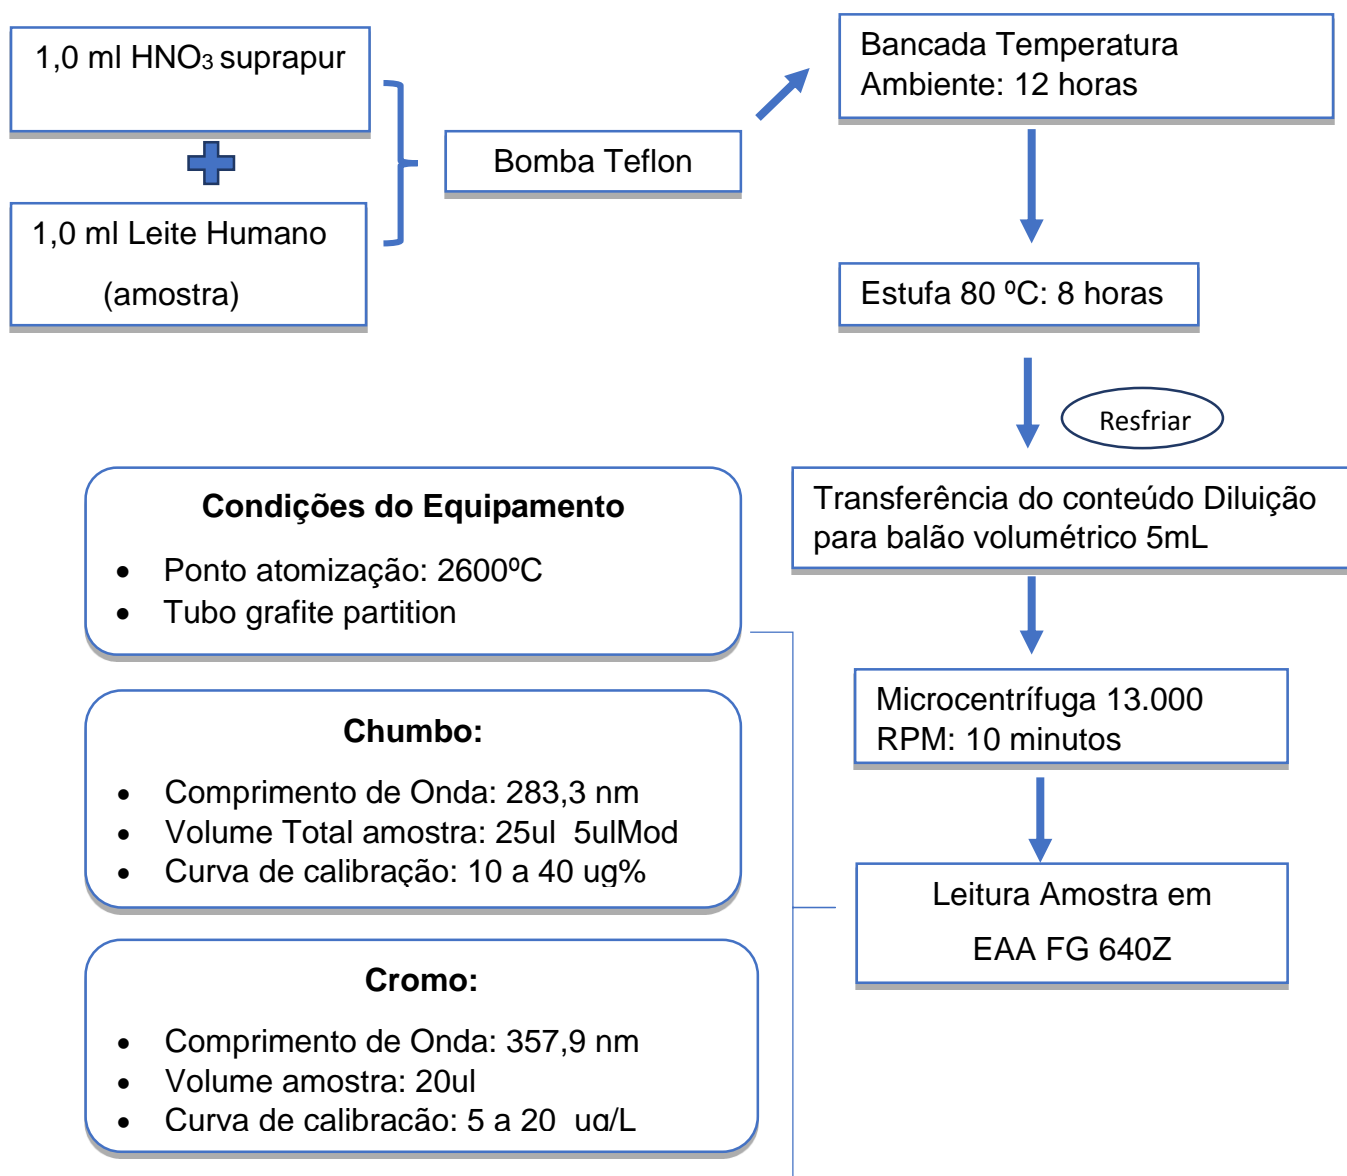 1,0 ml HNO₃ suprapur
1,0 ml Leite Humano
(amostra)
Bomba Teflon
Bancada Temperatura
Ambiente: 12 horas
Estufa 80 ºC: 8 horas
Resfriar
Transferência do conteúdo Diluição
para balão volumétrico 5mL
Microcentrífuga 13.000
RPM: 10 minutos
Leitura Amostra em
EAA FG 640Z
Condições do Equipamento
• Ponto atomização: 2600ºC
• Tubo grafite partition
Chumbo:
• Comprimento de Onda: 283,3 nm
• Volume Total amostra: 25ul 5ulMod
• Curva de calibração: 10 a 40 ug%
Cromo:
• Comprimento de Onda: 357,9 nm
• Volume amostra: 20ul
• Curva de calibração: 5 a 20 ug/L